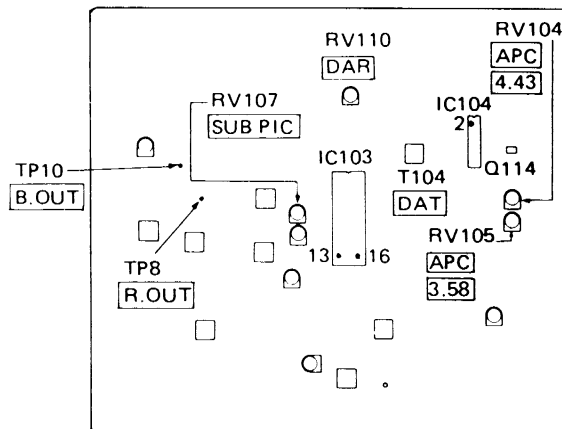 RV104
APC
4.43
RV110
DAR
RV107
SUB PIC
IC104
2
IC103
Q114
TP10
B.OUT
T104
DAT
RV105
APC
3.58
13
16
TP8
R.OUT